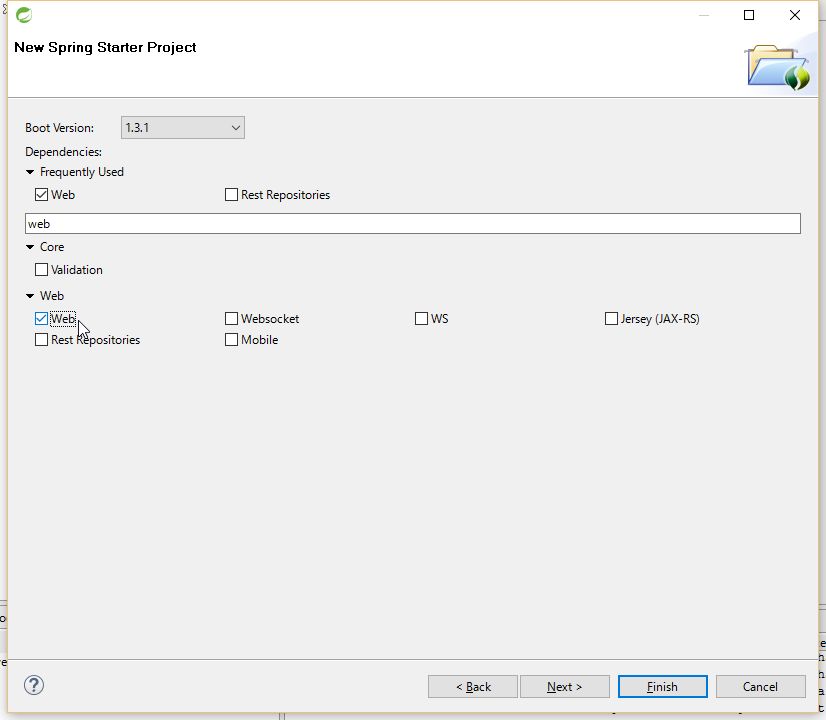 New Spring Starter Project
Boot Version: 1.3.1
Dependencies:
Frequently Used
Web Rest Repositories
web
Core
Validation
Web
Web Websocket WS Jersey (JAX-RS)
Rest Repositories Mobile
< Back Next > Finish Cancel